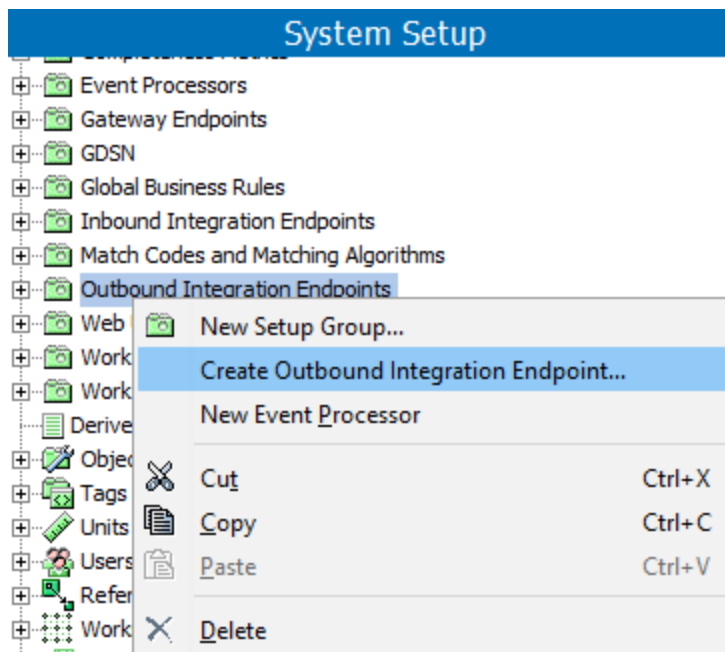 System Setup
Event Processors
Gateway Endpoints
GDSN
Global Business Rules
Inbound Integration Endpoints
Match Codes and Matching Algorithms
Outbound Integration Endpoints
Web
New Setup Group...
Work
Create Outbound Integration Endpoint...
Work
New Event Processor
Derive
Objec
Cut Ctrl+X
Tags
Units
Copy Ctrl+C
Users
Paste Ctrl+V
Refer
Work
Delete